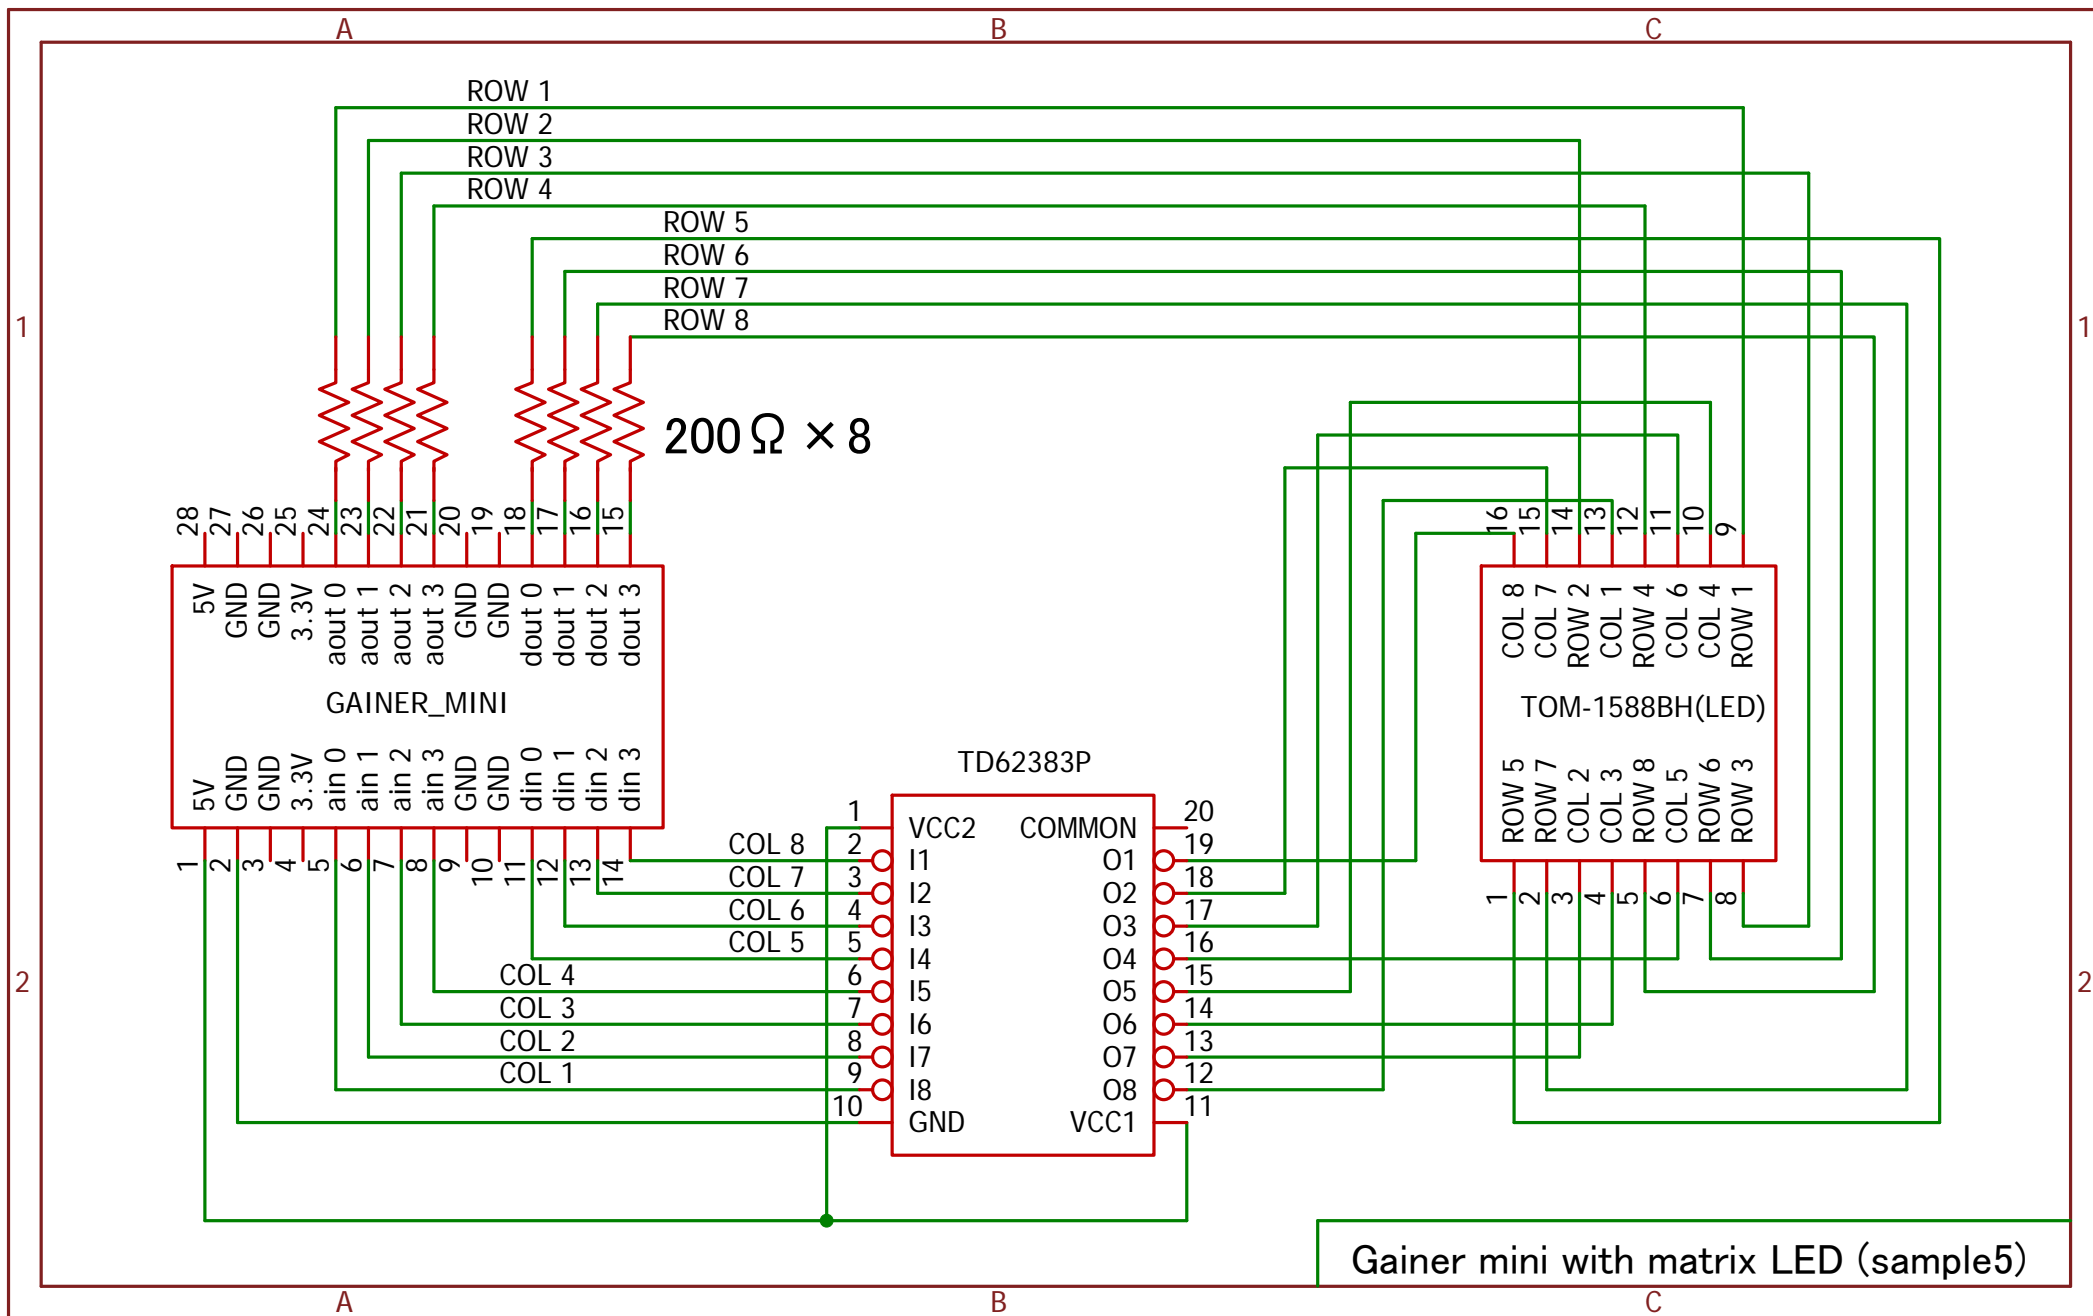 A B C
ROW 1
ROW 2
ROW 3
ROW 4
ROW 5
ROW 6
ROW 7
ROW 8
1 1
200Ω ×8
28 27 26 25 24 23 22 21 20 19 18 17 16 15
16 15 14 13 12 11 10 9
5V GND GND 3.3V aout 0 aout 1 aout 2 aout 3 GND GND dout 0 dout 1 dout 2 dout 3
COL 8 COL 7 ROW 2 COL 1 ROW 4 COL 6 COL 4 ROW 1
GAINER_MINI
TOM-1588BH(LED)
5V GND GND 3.3V ain 0 ain 1 ain 2 ain 3 GND GND din 0 din 1 din 2 din 3
ROW 5 ROW 7 COL 2 COL 3 ROW 8 COL 5 ROW 6 ROW 3
1 2 3 4 5 6 7 8 9 10 11 12 13 14
1 2 3 4 5 6 7 8
TD62383P
1 VCC2 COMMON 20
COL 8 2 I1 O1 19
COL 7 3 I2 O2 18
COL 6 4 I3 O3 17
COL 5 5 I4 O4 16
COL 4 6 I5 O5 15
COL 3 7 I6 O6 14
COL 2 8 I7 O7 13
COL 1 9 I8 O8 12
10 GND VCC1 11
2 2
Gainer mini with matrix LED (sample5)
A B C